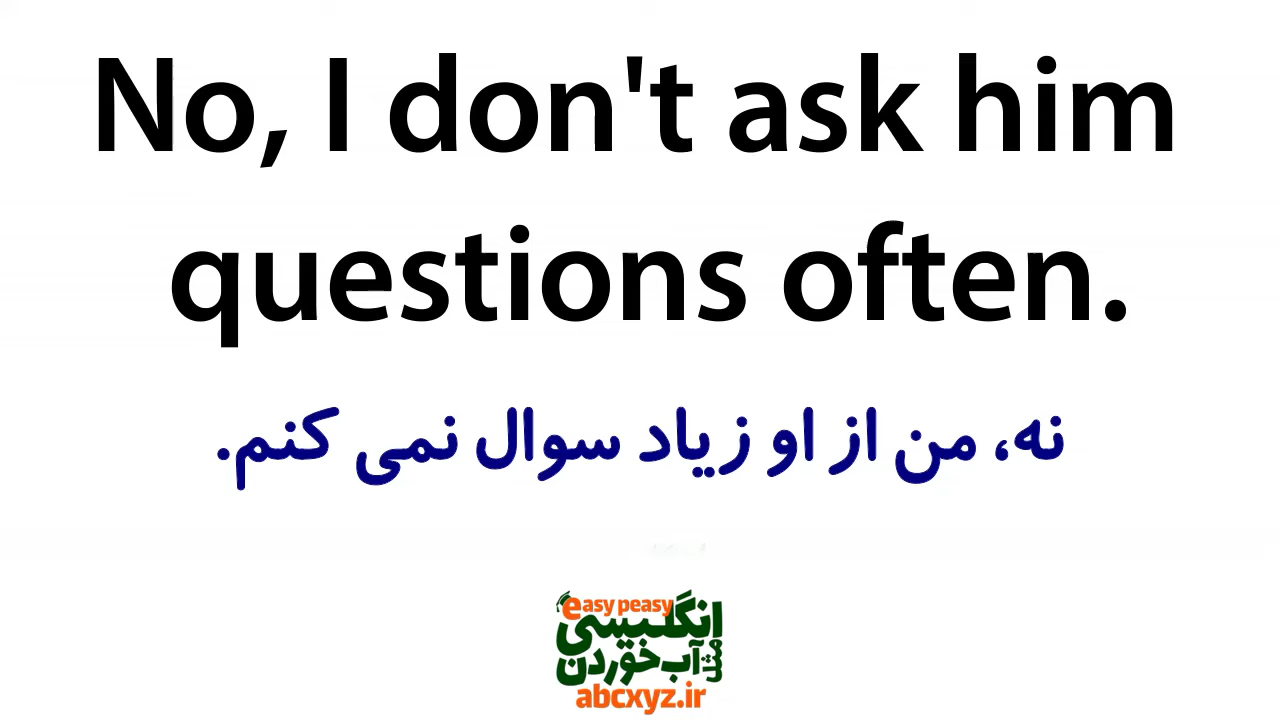 No, I don't ask him
questions often.
نه، من از او زیاد سوال نمی کنم.
easy peasy
انگلیسی
مثل آب خوردن
abcxyz.ir